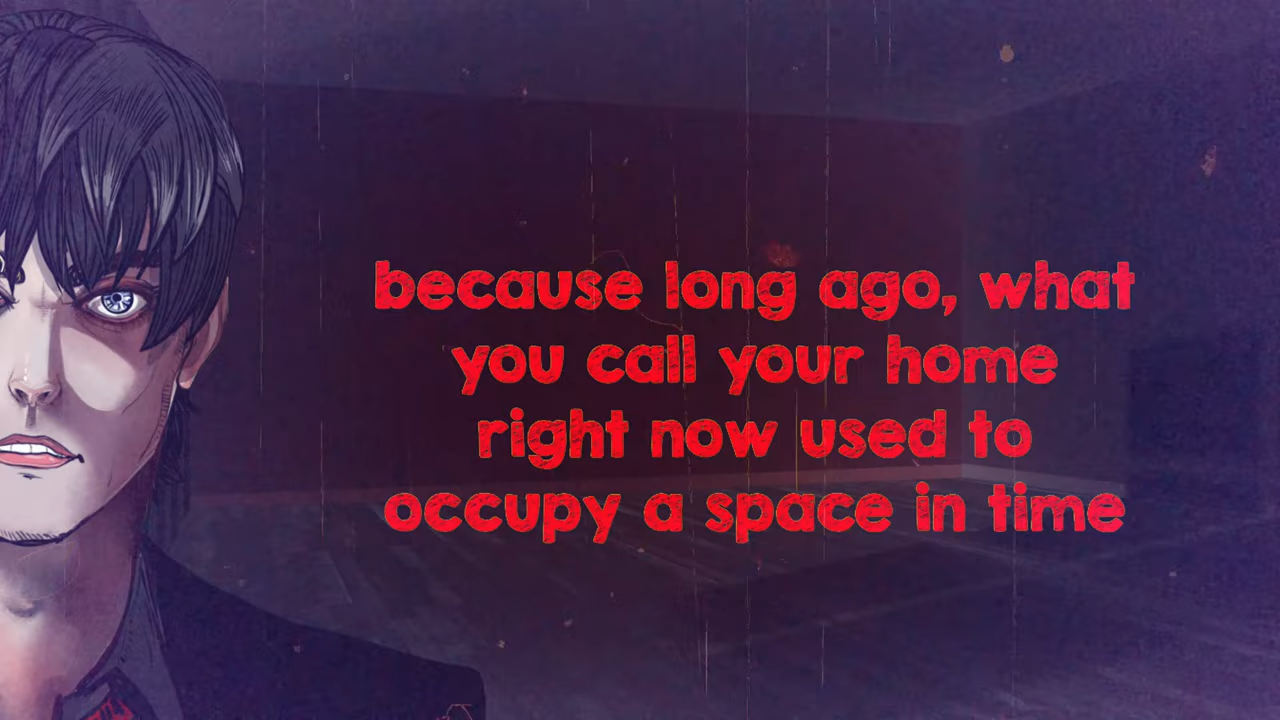 because long ago, what
you call your home
right now used to
occupy a space in time